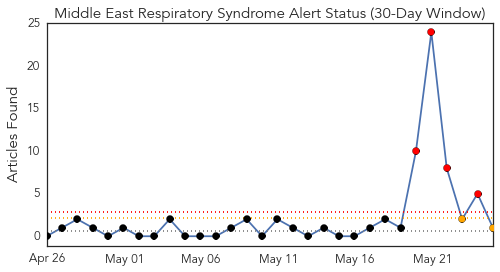 Middle East Respiratory Syndrome Alert Status (30-Day Window)
Articles Found
25
20
15
10
5
0
Apr 26
May 01
May 06
May 11
May 16
May 21